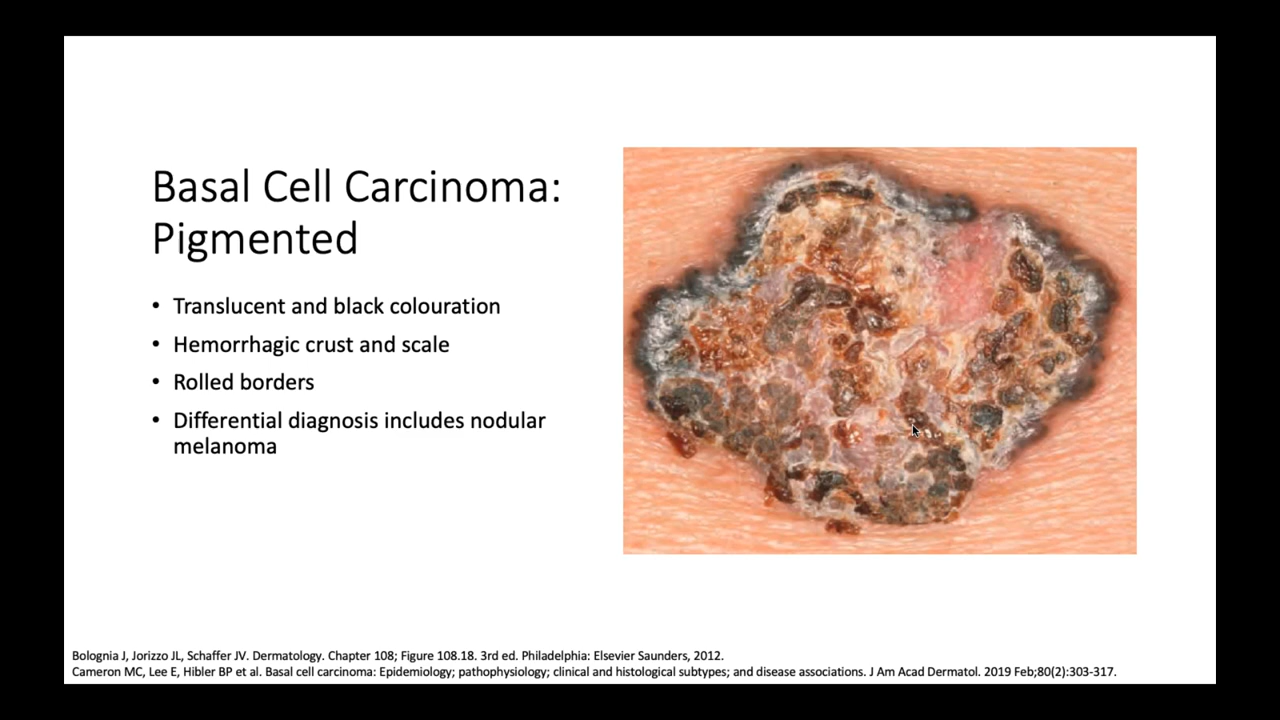 Basal Cell Carcinoma:
Pigmented
• Translucent and black colouration
• Hemorrhagic crust and scale
• Rolled borders
• Differential diagnosis includes nodular
melanoma
Bolognia J, Jorizzo JL, Schaffer JV. Dermatology. Chapter 108; Figure 108.18. 3rd ed. Philadelphia: Elsevier Saunders, 2012.
Cameron MC, Lee E, Hibler BP et al. Basal cell carcinoma: Epidemiology; pathophysiology; clinical and histological subtypes; and disease associations. J Am Acad Dermatol. 2019 Feb;80(2):303-317.